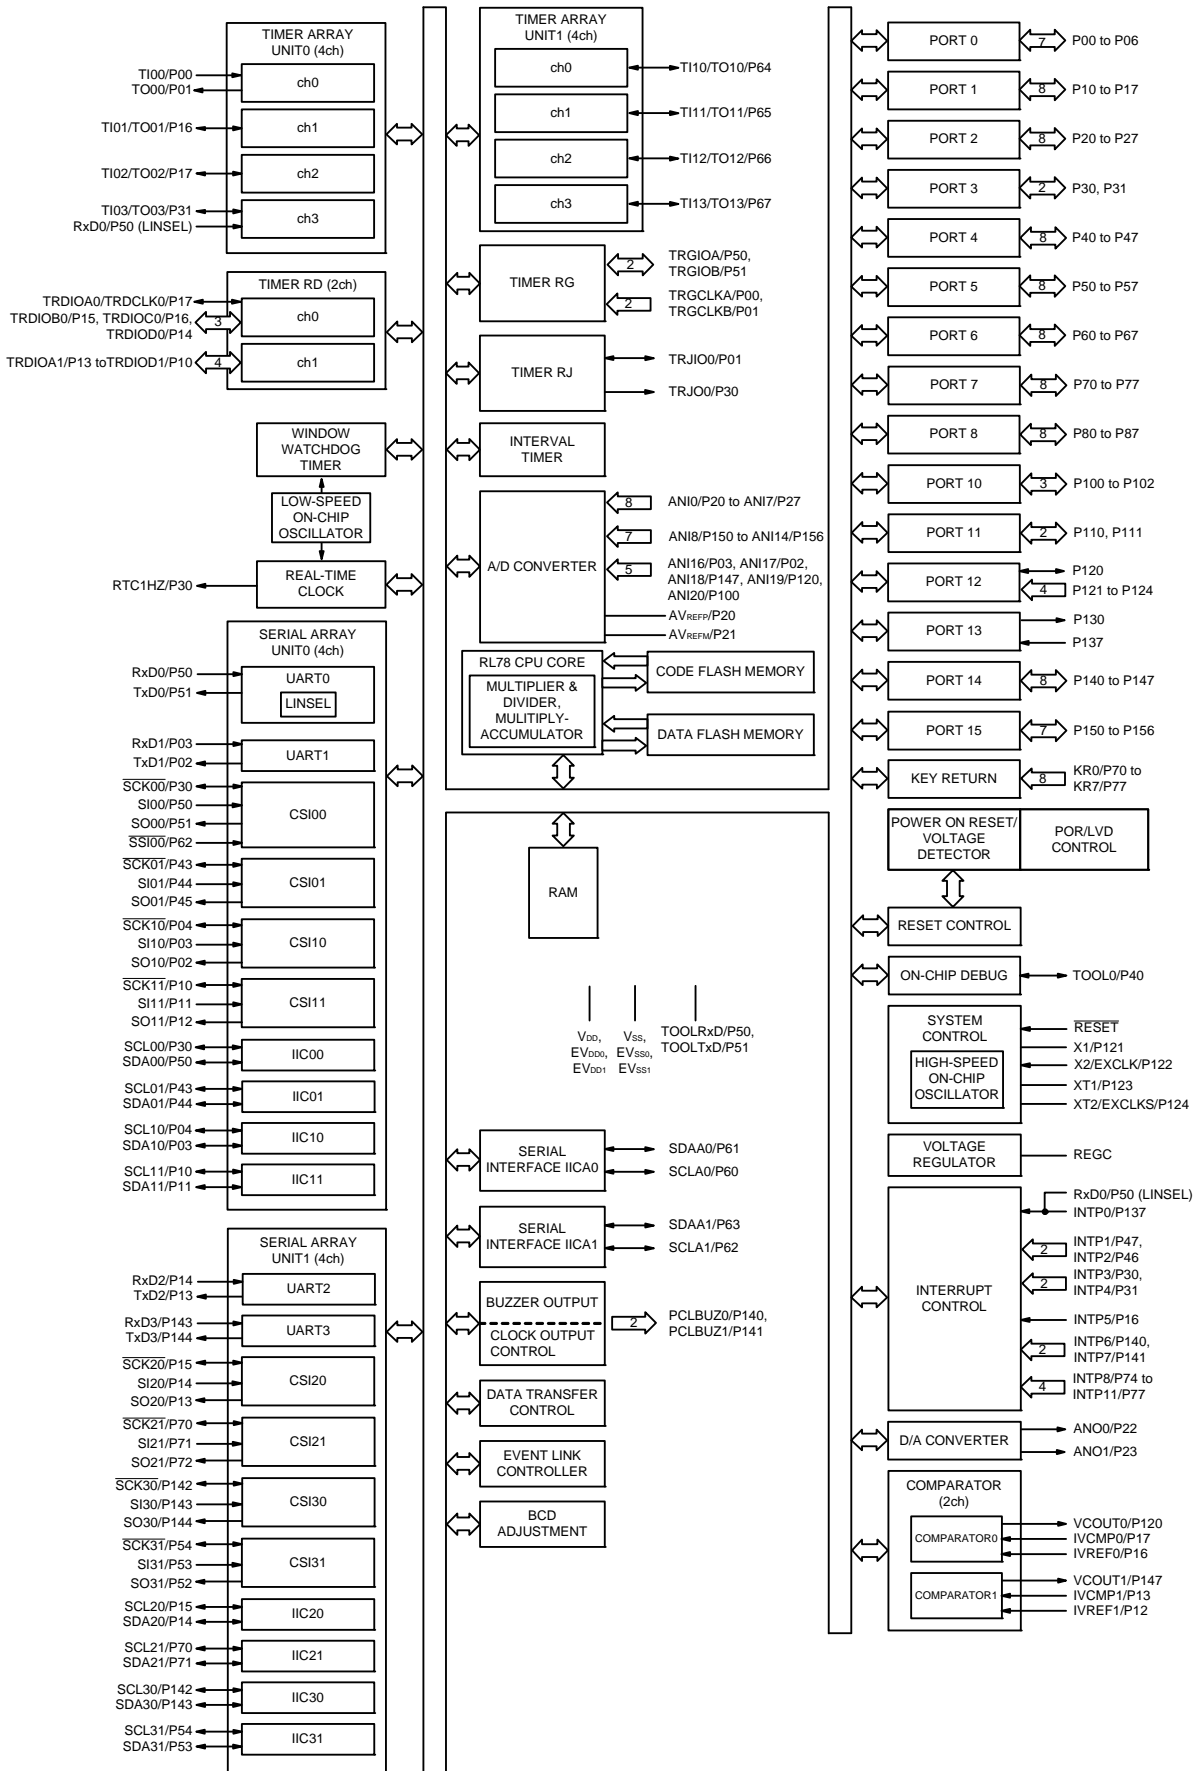 TIMER ARRAY
UNIT0 (4ch)
TI00/P00
TO00/P01
ch0
TI01/TO01/P16
ch1
TI02/TO02/P17
ch2
TI03/TO03/P31
RxD0/P50 (LINSEL)
ch3
TIMER RD (2ch)
TRDIOA0/TRDCLK0/P17
TRDIOB0/P15, TRDIOC0/P16,
TRDIOD0/P14
3
ch0
TRDIOA1/P13 toTRDIOD1/P10
4
ch1
WINDOW
WATCHDOG
TIMER
LOW-SPEED
ON-CHIP
OSCILLATOR
RTC1HZ/P30
REAL-TIME
CLOCK
SERIAL ARRAY
UNIT0 (4ch)
RxD0/P50
TxD0/P51
UART0
LINSEL
RxD1/P03
TxD1/P02
UART1
SCK00/P30
SI00/P50
SO00/P51
SSI00/P62
CSI00
SCK01/P43
SI01/P44
SO01/P45
CSI01
SCK10/P04
SI10/P03
SO10/P02
CSI10
SCK11/P10
SI11/P11
SO11/P12
CSI11
SCL00/P30
SDA00/P50
IIC00
SCL01/P43
SDA01/P44
IIC01
SCL10/P04
SDA10/P03
IIC10
SCL11/P10
SDA11/P11
IIC11
SERIAL ARRAY
UNIT1 (4ch)
RxD2/P14
TxD2/P13
UART2
RxD3/P143
TxD3/P144
UART3
SCK20/P15
SI20/P14
SO20/P13
CSI20
SCK21/P70
SI21/P71
SO21/P72
CSI21
SCK30/P142
SI30/P143
SO30/P144
CSI30
SCK31/P54
SI31/P53
SO31/P52
CSI31
SCL20/P15
SDA20/P14
IIC20
SCL21/P70
SDA21/P71
IIC21
SCL30/P142
SDA30/P143
IIC30
SCL31/P54
SDA31/P53
IIC31
TIMER ARRAY
UNIT1 (4ch)
ch0
TI10/TO10/P64
ch1
TI11/TO11/P65
ch2
TI12/TO12/P66
ch3
TI13/TO13/P67
TIMER RG
2
TRGIOA/P50,
TRGIOB/P51
2
TRGCLKA/P00,
TRGCLKB/P01
TIMER RJ
TRJIO0/P01
TRJO0/P30
INTERVAL
TIMER
A/D CONVERTER
8
ANI0/P20 to ANI7/P27
7
ANI8/P150 to ANI14/P156
5
ANI16/P03, ANI17/P02,
ANI18/P147, ANI19/P120,
ANI20/P100
AVREFP/P20
AVREFM/P21
RL78 CPU CORE
MULTIPLIER &
DIVIDER,
MULITIPLY-
ACCUMULATOR
CODE FLASH MEMORY
DATA FLASH MEMORY
RAM
VDD,
EVDD0,
EVDD1
VSS,
EVSS0,
EVSS1
TOOLRxD/P50,
TOOLTxD/P51
SERIAL
INTERFACE IICA0
SDAA0/P61
SCLA0/P60
SERIAL
INTERFACE IICA1
SDAA1/P63
SCLA1/P62
BUZZER OUTPUT
CLOCK OUTPUT
CONTROL
2
PCLBUZ0/P140,
PCLBUZ1/P141
DATA TRANSFER
CONTROL
EVENT LINK
CONTROLLER
BCD
ADJUSTMENT
PORT 0
7
P00 to P06
PORT 1
8
P10 to P17
PORT 2
8
P20 to P27
PORT 3
2
P30, P31
PORT 4
8
P40 to P47
PORT 5
8
P50 to P57
PORT 6
8
P60 to P67
PORT 7
8
P70 to P77
PORT 8
8
P80 to P87
PORT 10
3
P100 to P102
PORT 11
2
P110, P111
PORT 12
P120
4
P121 to P124
PORT 13
P130
P137
PORT 14
8
P140 to P147
PORT 15
7
P150 to P156
KEY RETURN
8
KR0/P70 to
KR7/P77
POWER ON RESET/
VOLTAGE
DETECTOR
POR/LVD
CONTROL
RESET CONTROL
ON-CHIP DEBUG
TOOL0/P40
SYSTEM
CONTROL
HIGH-SPEED
ON-CHIP
OSCILLATOR
RESET
X1/P121
X2/EXCLK/P122
XT1/P123
XT2/EXCLKS/P124
VOLTAGE
REGULATOR
REGC
INTERRUPT
CONTROL
RxD0/P50 (LINSEL)
INTP0/P137
2
INTP1/P47,
INTP2/P46
2
INTP3/P30,
INTP4/P31
INTP5/P16
2
INTP6/P140,
INTP7/P141
4
INTP8/P74 to
INTP11/P77
D/A CONVERTER
ANO0/P22
ANO1/P23
COMPARATOR
(2ch)
COMPARATOR0
VCOUT0/P120
IVCMP0/P17
IVREF0/P16
COMPARATOR1
VCOUT1/P147
IVCMP1/P13
IVREF1/P12